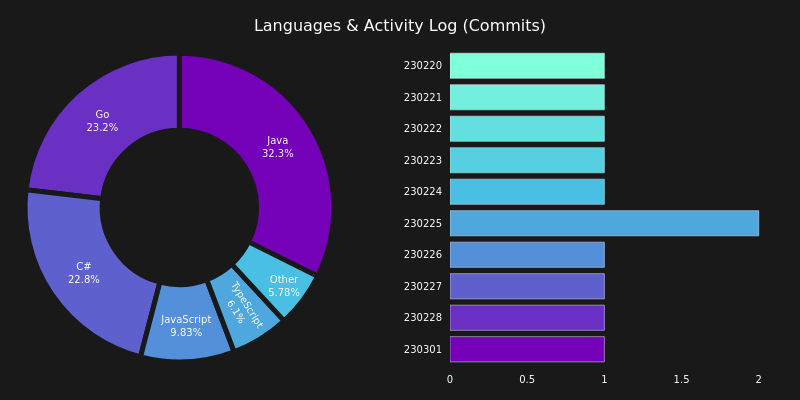 Languages & Activity Log (Commits)
Go
23.2%
Java
32.3%
C#
22.8%
JavaScript
9.83%
TypeScript
6.1%
Other
5.78%
230220
230221
230222
230223
230224
230225
230226
230227
230228
230301
0 0.5 1 1.5 2